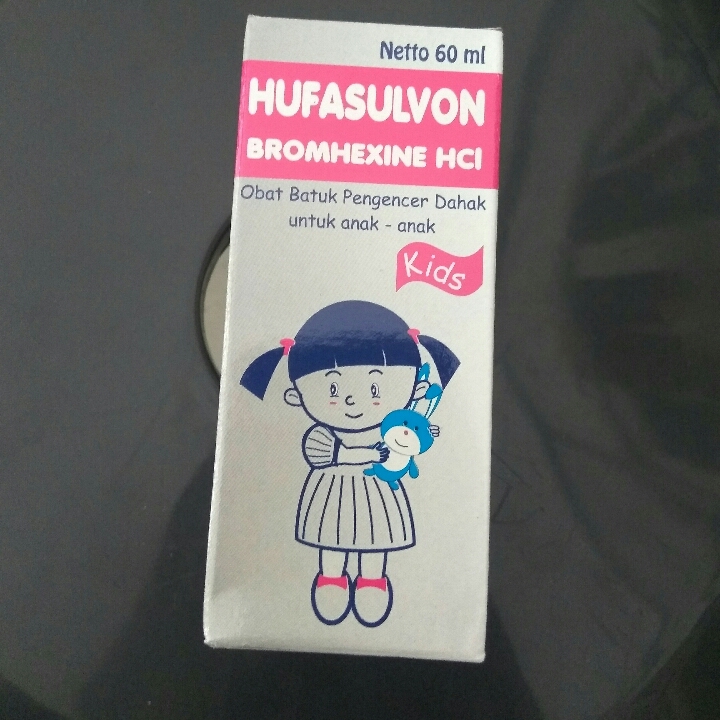 Netto 60 ml
HUFASULVON
BROMHEXINE HCl
Obat Batuk Pengencer Dahak
untuk anak - anak
Kids